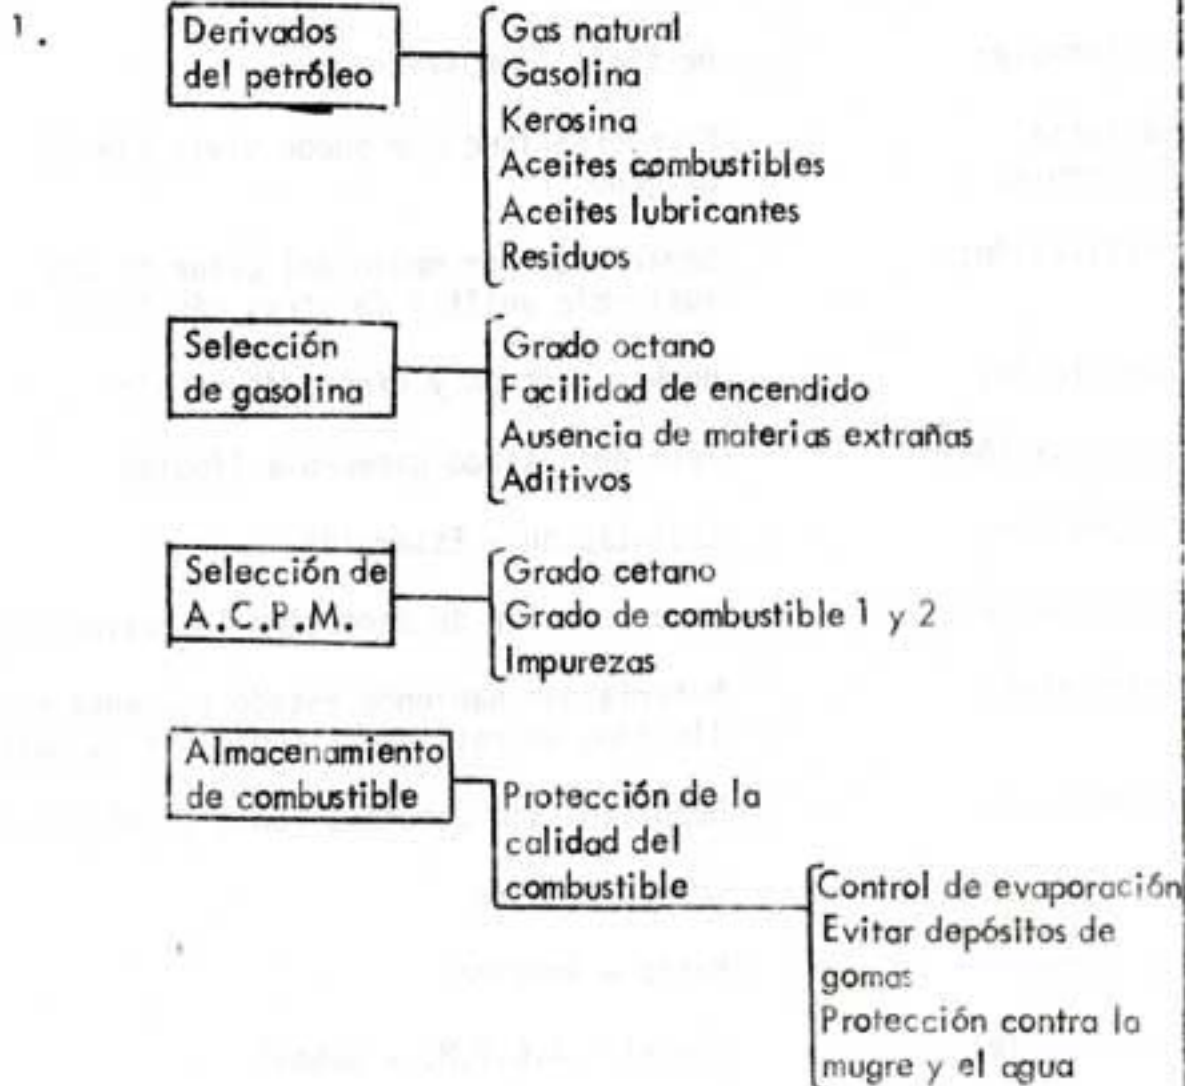 1.
Derivados
del petróleo
Gas natural
Gasolina
Kerosina
Aceites combustibles
Aceites lubricantes
Residuos
Selección
de gasolina
Grado octano
Facilidad de encendido
Ausencia de materias extrañas
Aditivos
Selección de
A.C.P.M.
Grado cetano
Grado de combustible 1 y 2
Impurezas
Almacenamiento
de combustible
Protección de la
calidad del
combustible
Control de evaporación
Evitar depósitos de
gomas
Protección contra la
mugre y el agua